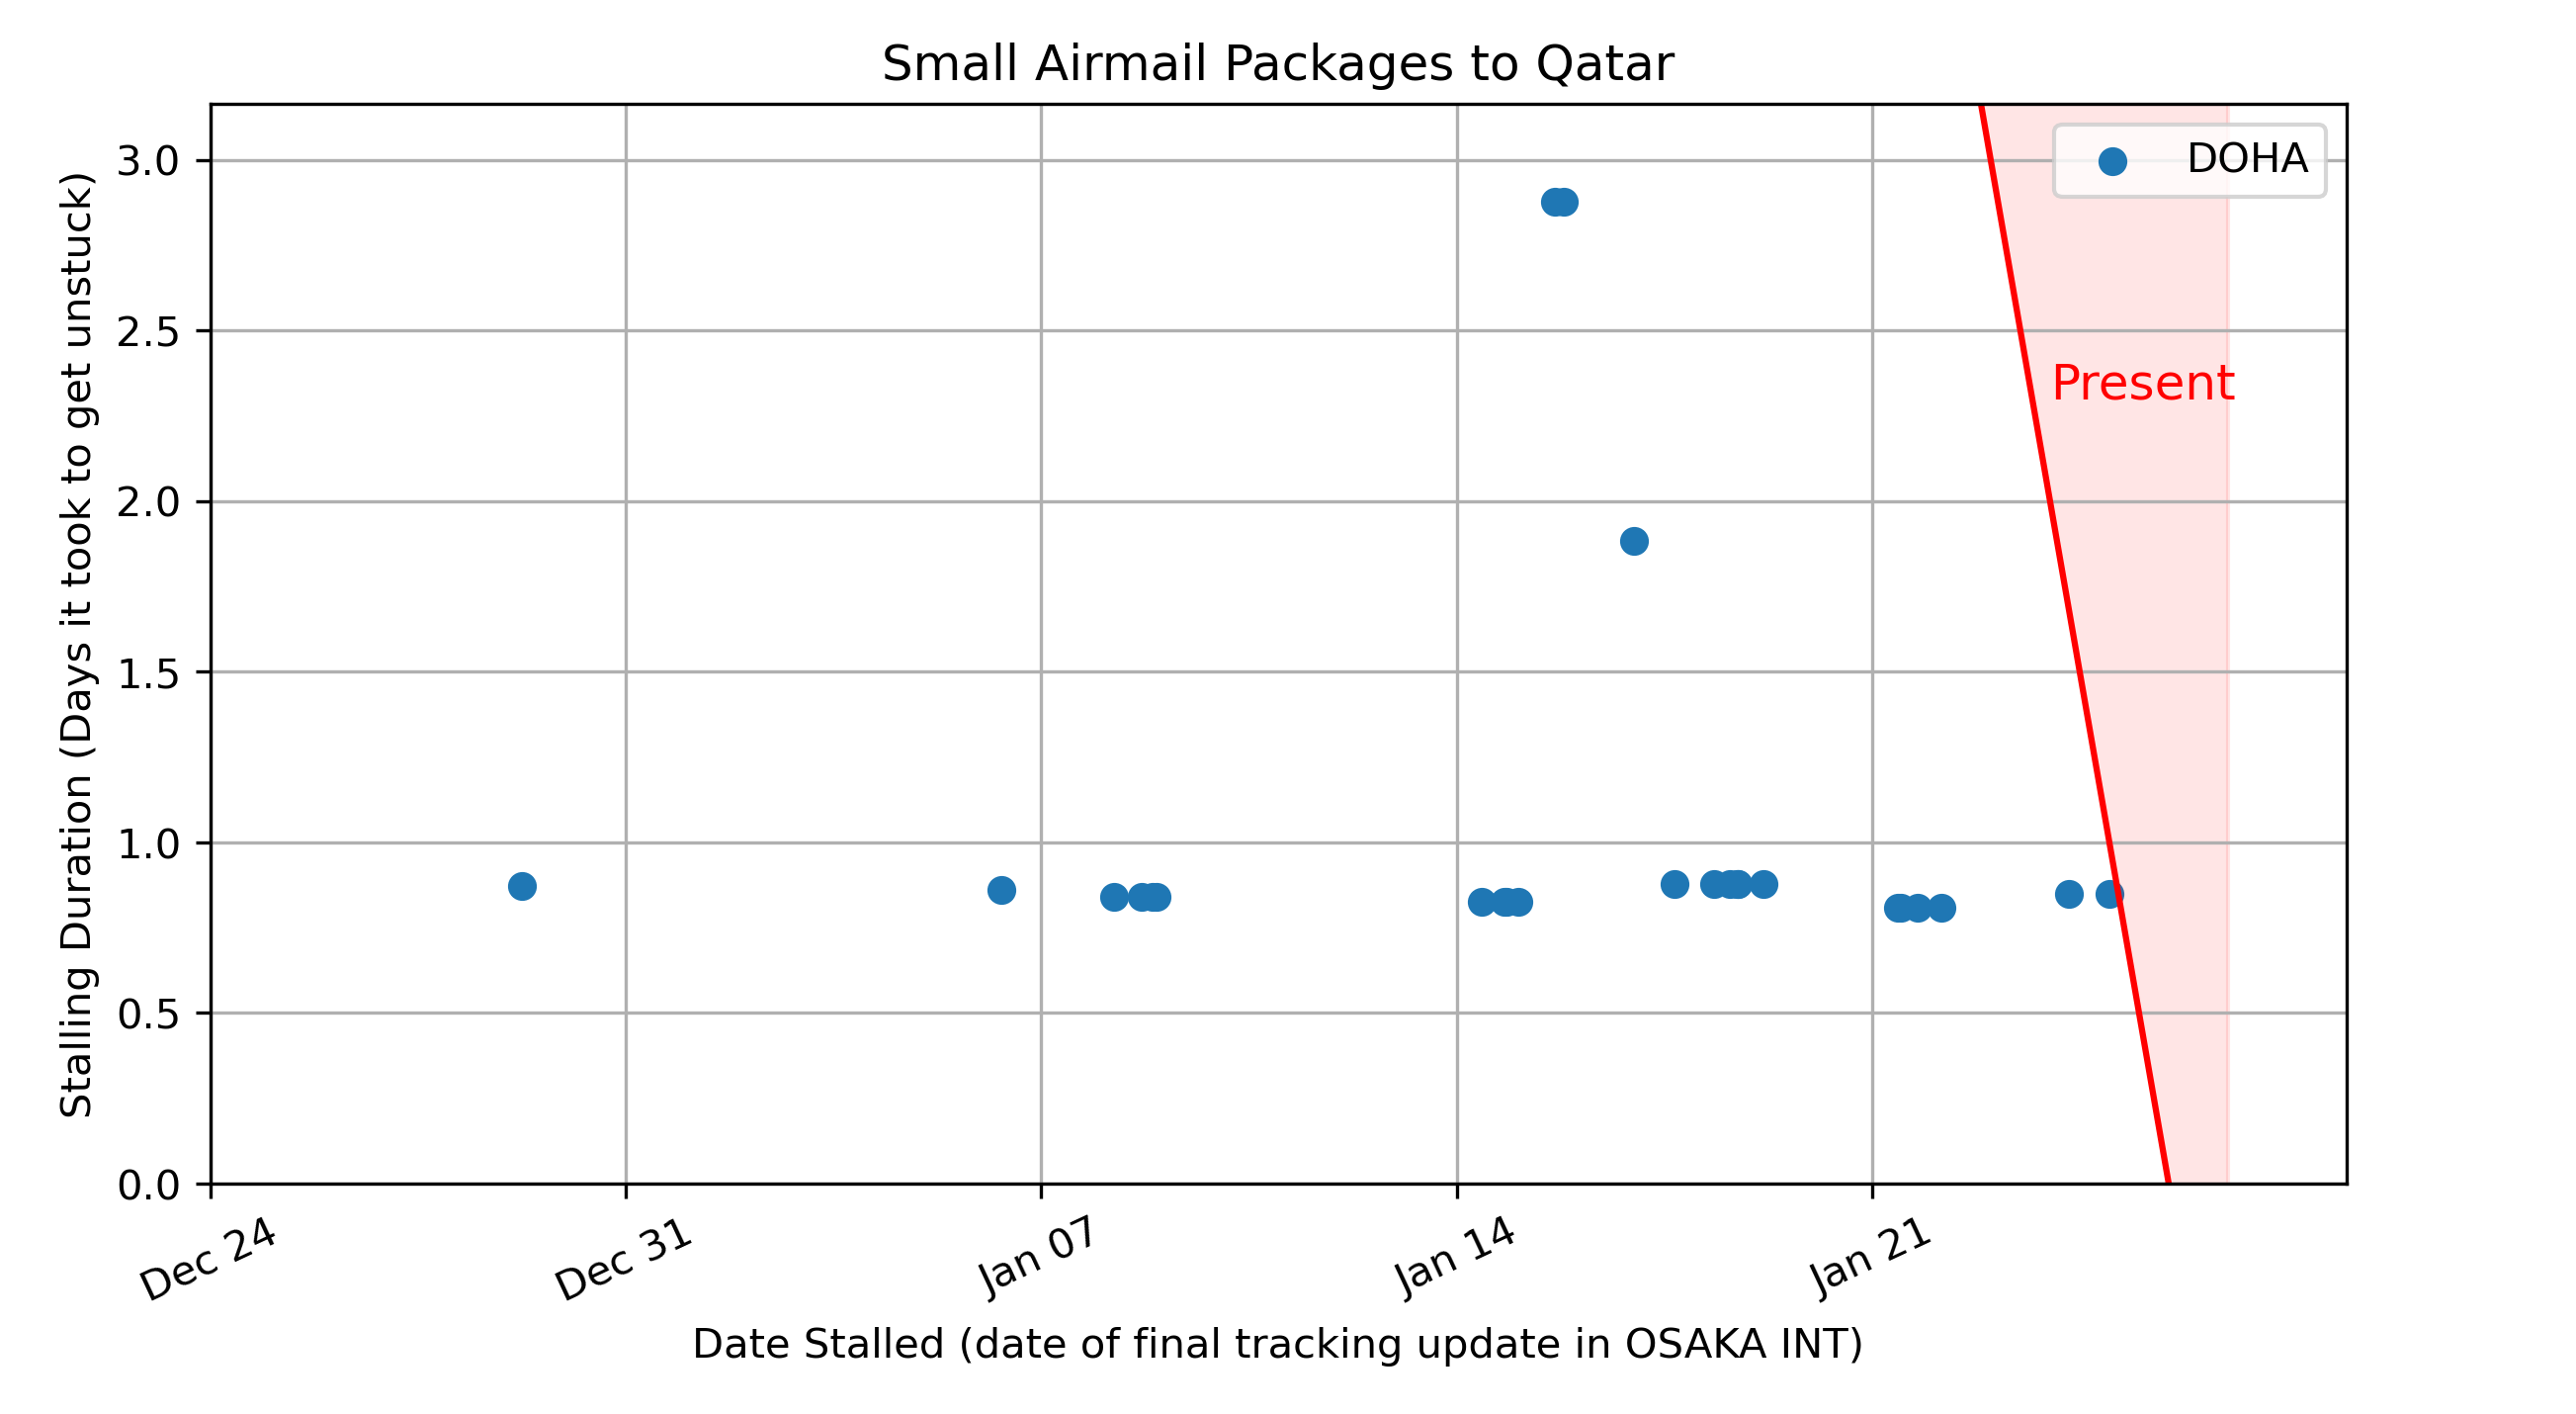 Small Airmail Packages to Qatar
DOHA
Present
Stalling Duration (Days it took to get unstuck)
3.0
2.5
2.0
1.5
1.0
0.5
0.0
Dec 24
Dec 31
Jan 07
Jan 14
Jan 21
Date Stalled (date of final tracking update in OSAKA INT)